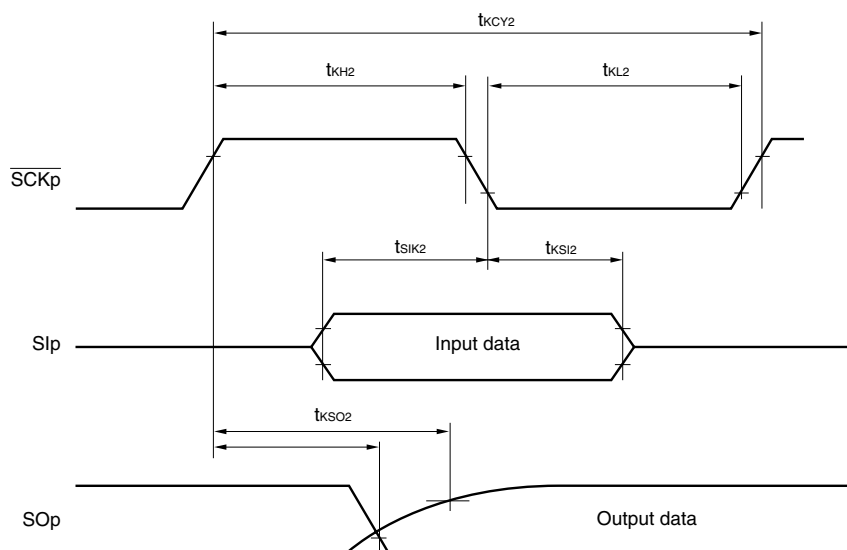 tKCY2
tKH2
tKL2
SCKp
tSIK2
tKSI2
SIp
Input data
tKSO2
SOp
Output data